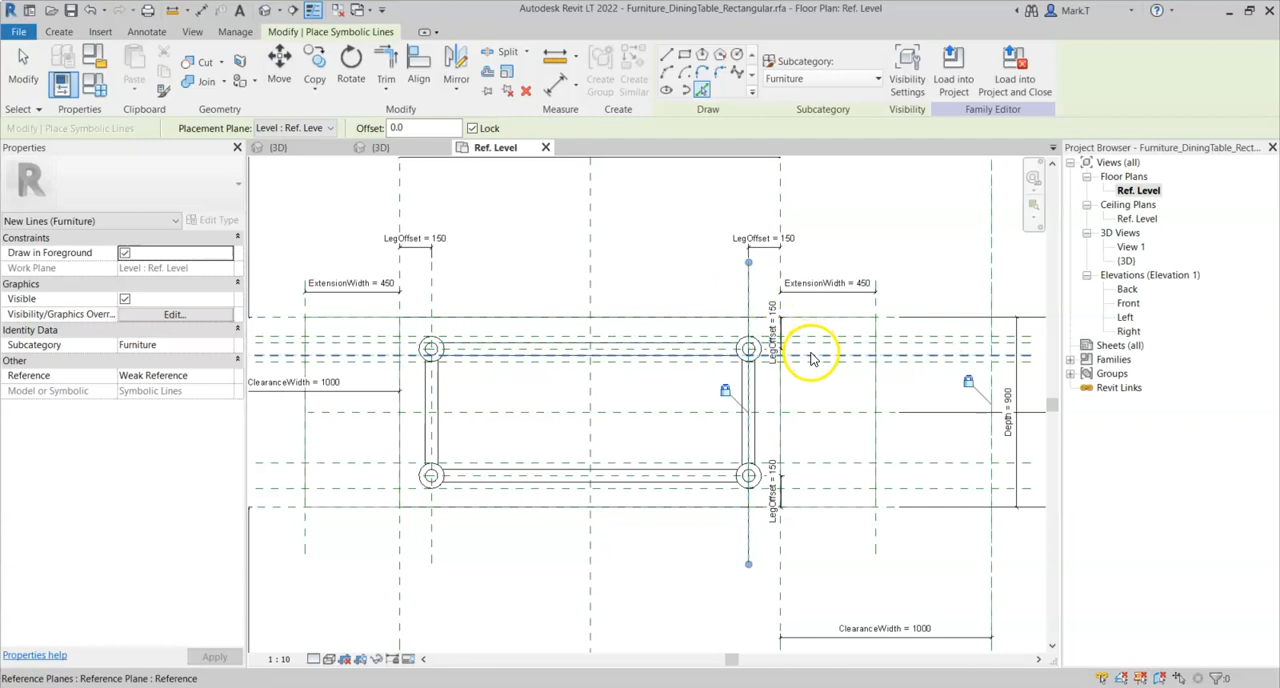 Autodesk Revit LT 2022 - Furniture_DiningTable_Rectangular.rfa - Floor Plan: Ref. Level
Mark.T
File Create Insert Annotate View Manage Modify | Place Symbolic Lines
Modify
Paste
Cut
Join
Move
Copy
Rotate
Trim
Align
Mirror
Split
Create Group
Create Similar
Subcategory:
Furniture
Visibility Settings
Load into Project
Load into Project and Close
Select Properties Clipboard Geometry Modify Measure Create Draw Subcategory Visibility Family Editor
Modify | Place Symbolic Lines Placement Plane: Level : Ref. Leve Offset: 0.0 Lock
Properties
{3D}
{3D}
Ref. Level
Project Browser - Furniture_DiningTable_Rect...
R
New Lines (Furniture) Edit Type
Constraints
Draw in Foreground
Work Plane Level : Ref. Level
Graphics
Visible
Visibility/Graphics Overr... Edit...
Identity Data
Subcategory Furniture
Other
Reference Weak Reference
Model or Symbolic Symbolic Lines
Properties help Apply
LegOffset = 150
LegOffset = 150
ExtensionWidth = 450
ExtensionWidth = 450
LegOffset = 150
ClearanceWidth = 1000
Depth = 900
LegOffset = 150
ClearanceWidth = 1000
Views (all)
Floor Plans
Ref. Level
Ceiling Plans
Ref. Level
3D Views
View 1
{3D}
Elevations (Elevation 1)
Back
Front
Left
Right
Sheets (all)
Families
Groups
Revit Links
1 : 10
Reference Planes : Reference Plane : Reference
:0